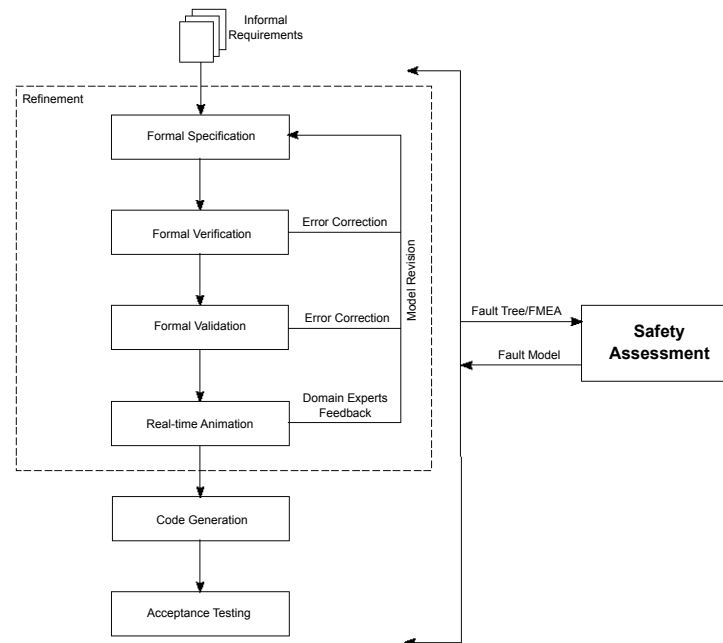 Informal
Requirements
Refinement
Formal Specification
Formal Verification
Error Correction
Model Revision
Formal Validation
Error Correction
Domain Experts
Feedback
Real-time Animation
Code Generation
Acceptance Testing
Fault Tree/FMEA
Fault Model
Safety
Assessment